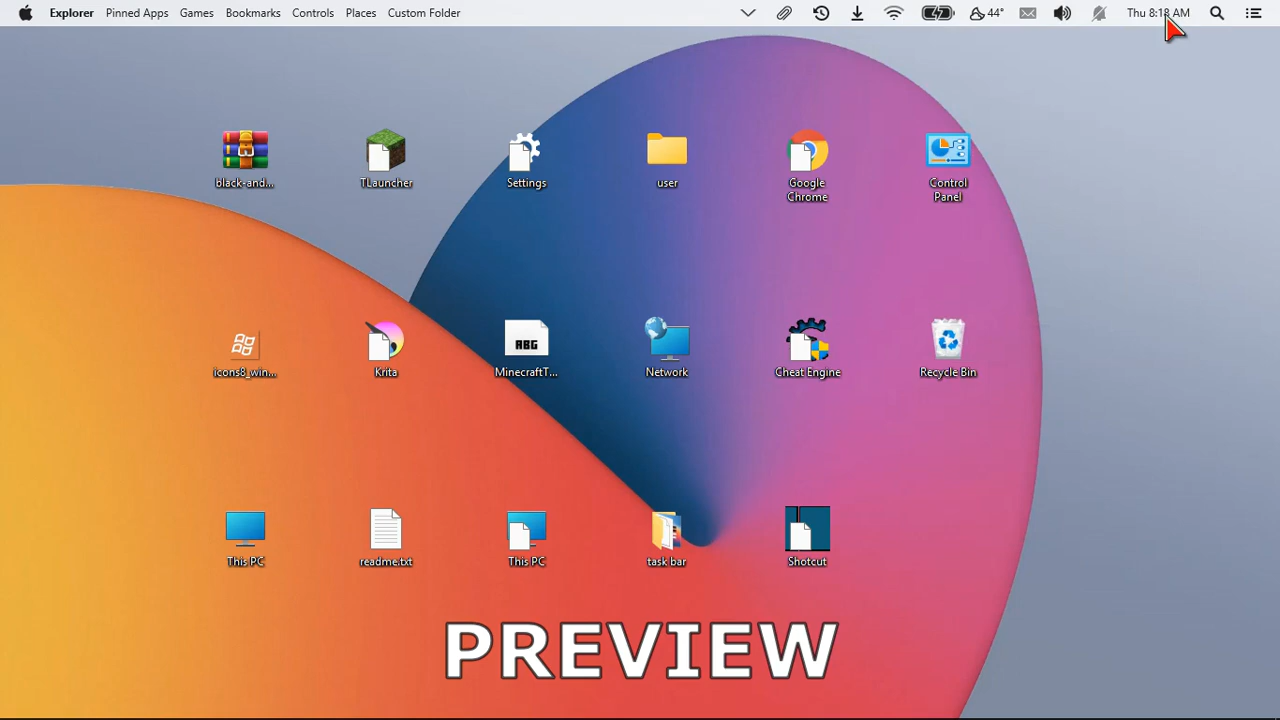 Explorer Pinned Apps Games Bookmarks Controls Places Custom Folder 44° Thu 8:18 AM
black-and... TLauncher Settings user Google Chrome Control Panel
icons8_win... Krita ABG MinecraftT... Network Cheat Engine Recycle Bin
This PC readme.txt This PC task bar Shotcut
PREVIEW